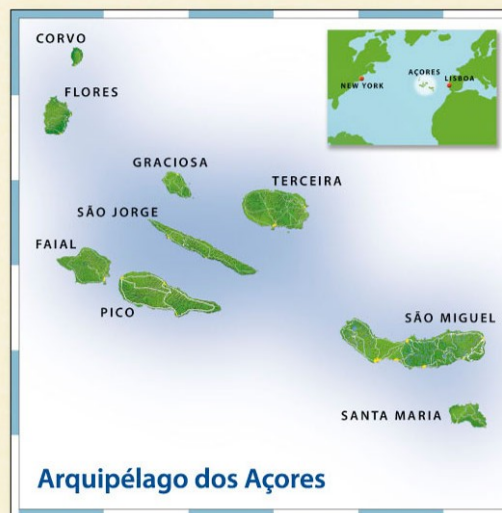 CORVO
FLORES
AÇORES
NEW YORK
LISBOA
GRACIOSA
TERCEIRA
SÃO JORGE
FAIAL
PICO
SÃO MIGUEL
SANTA MARIA
Arquipélago dos Açores